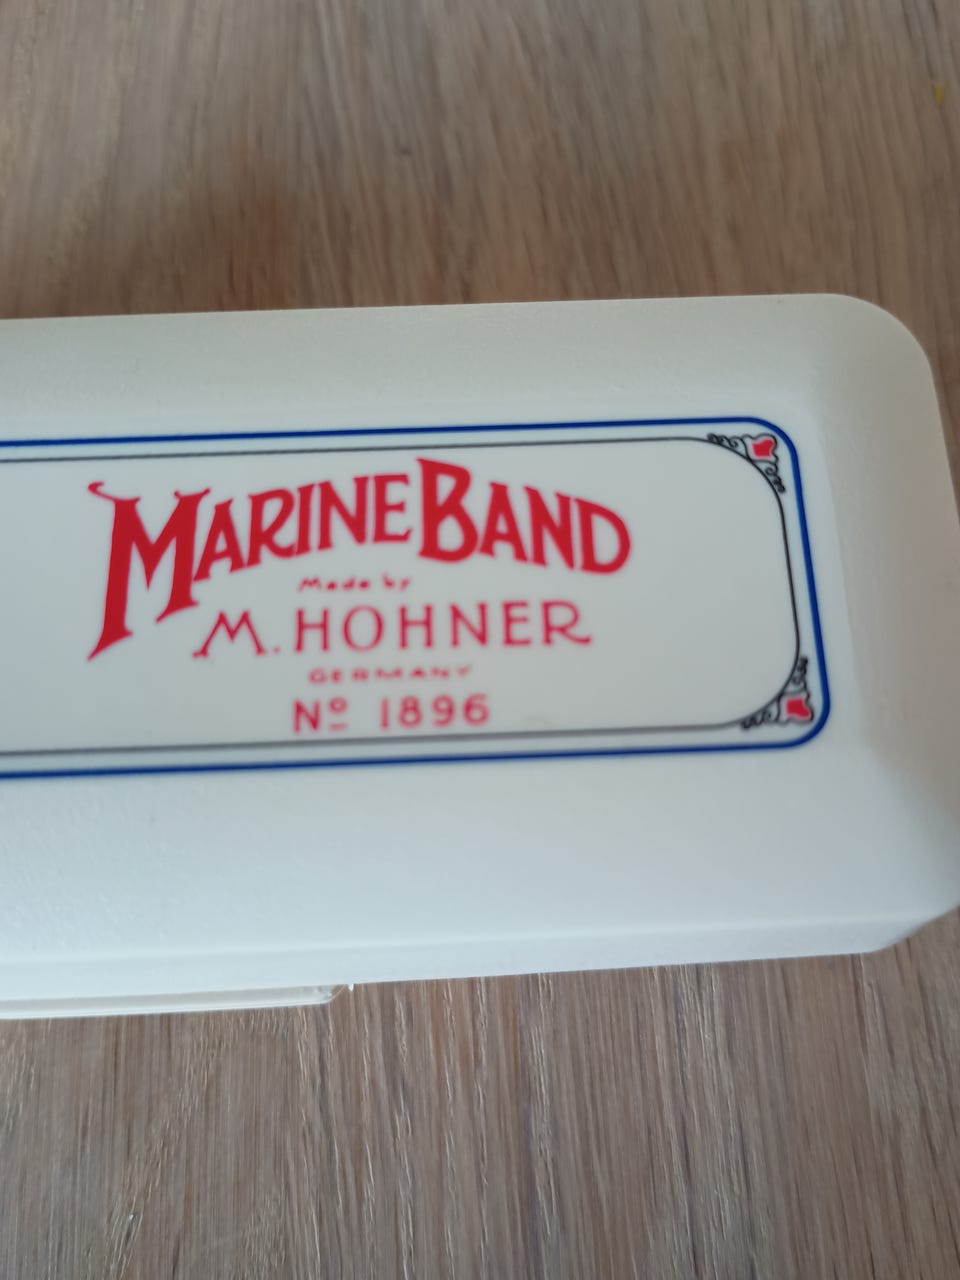 MARINE BAND
Made by
M. HOHNER
GERMANY
Nº 1896